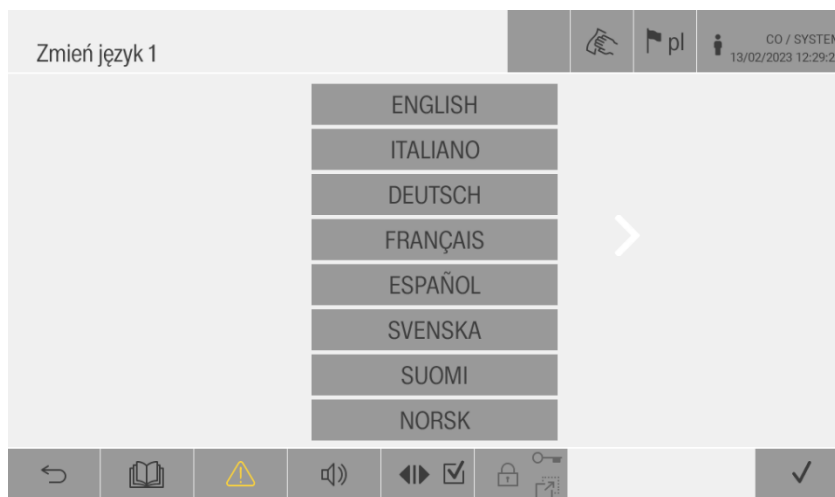 Zmień język 1
pl
CO / SYSTEM
13/02/2023 12:29:2
ENGLISH
ITALIANO
DEUTSCH
FRANÇAIS
ESPAÑOL
SVENSKA
SUOMI
NORSK